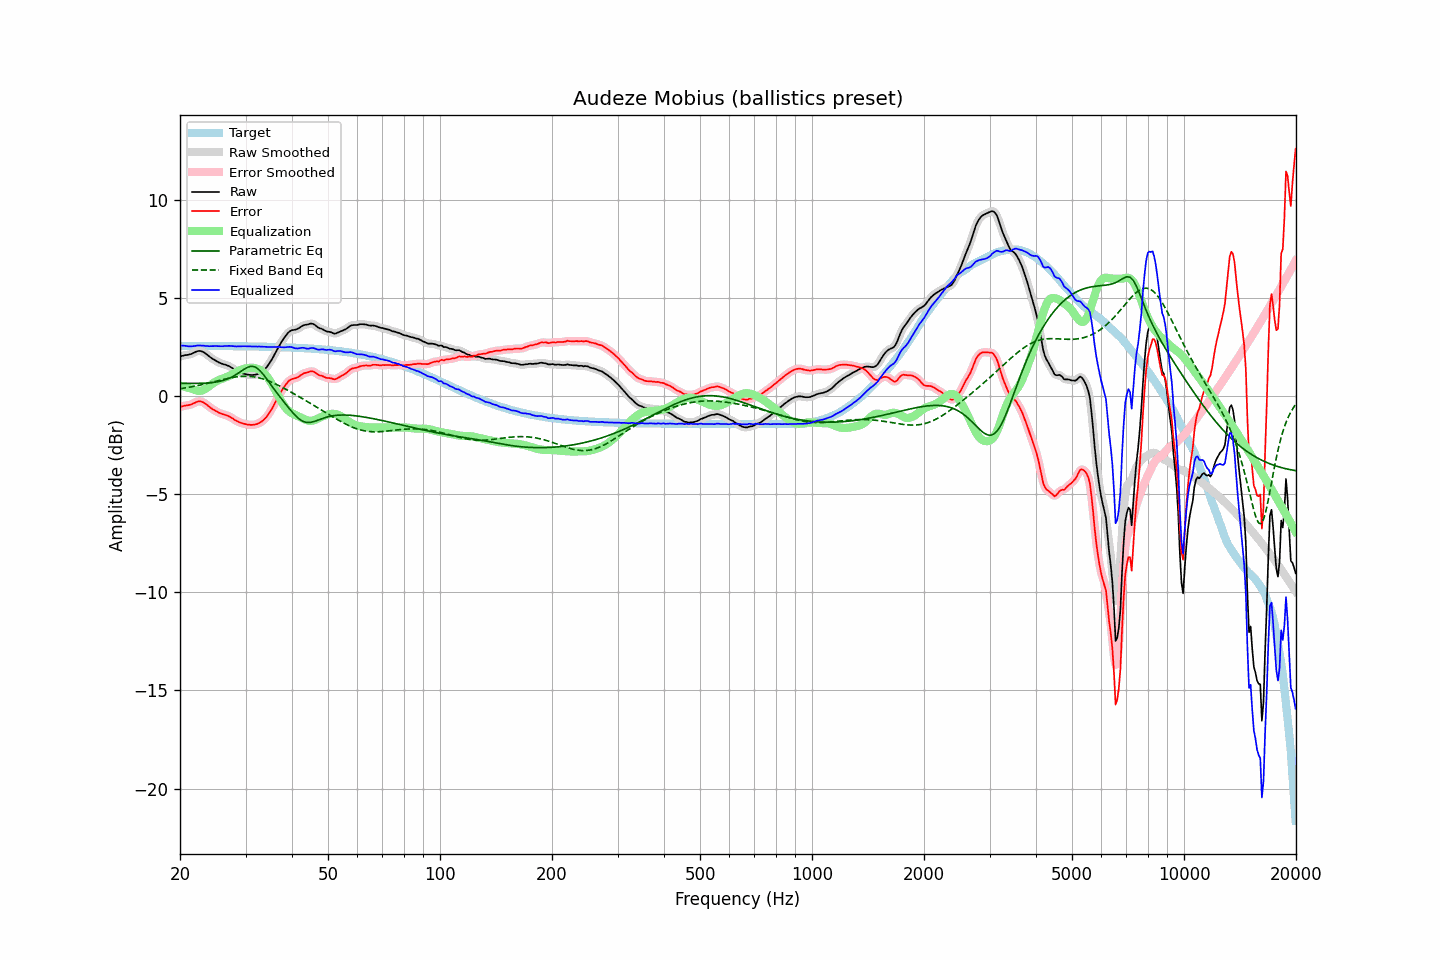 Audeze Mobius (ballistics preset)
Target
Raw Smoothed
Error Smoothed
Raw
Error
Equalization
Parametric Eq
Fixed Band Eq
Equalized
10
5
0
−5
−10
−15
−20
Amplitude (dBr)
20
50
100
200
500
1000
2000
5000
10000
20000
Frequency (Hz)